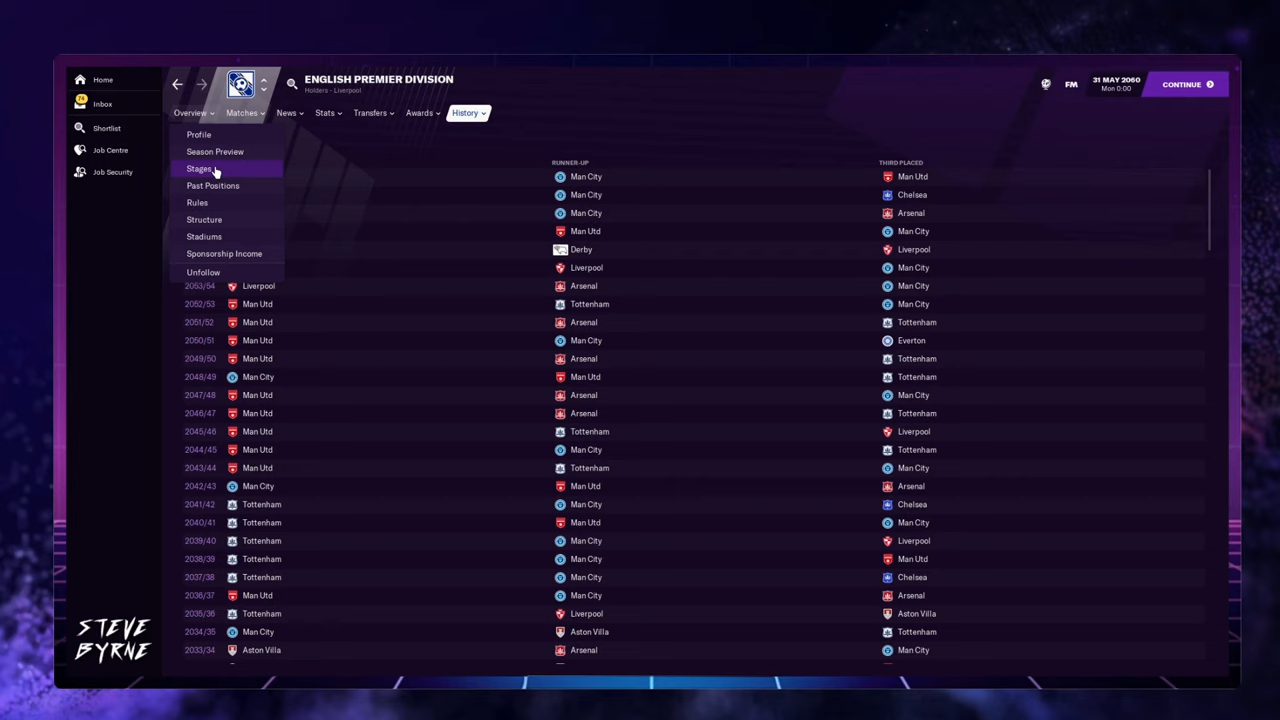 Home
Inbox
74
Shortlist
Job Centre
Job Security
ENGLISH PREMIER DIVISION
Holders - Liverpool
FM
31 MAY 2060
Mon 0:00
CONTINUE
Overview Matches News Stats Transfers Awards History
Profile
Season Preview
Stages
Past Positions
Rules
Structure
Stadiums
Sponsorship Income
Unfollow
RUNNER-UP THIRD PLACED
Man City Man Utd
Man City Chelsea
Man City Arsenal
Man Utd Man City
Derby Liverpool
Liverpool Man City
2053/54 Liverpool Arsenal Man City
2052/53 Man Utd Tottenham Man City
2051/52 Man Utd Arsenal Tottenham
2050/51 Man Utd Man City Everton
2049/50 Man Utd Arsenal Tottenham
2048/49 Man City Man Utd Tottenham
2047/48 Man Utd Arsenal Man City
2046/47 Man Utd Arsenal Tottenham
2045/46 Man Utd Tottenham Liverpool
2044/45 Man Utd Man City Tottenham
2043/44 Man Utd Tottenham Man City
2042/43 Man City Man Utd Arsenal
2041/42 Tottenham Man City Chelsea
2040/41 Tottenham Man Utd Man City
2039/40 Tottenham Man City Liverpool
2038/39 Tottenham Man City Man Utd
2037/38 Tottenham Man City Chelsea
2036/37 Man Utd Man City Arsenal
2035/36 Tottenham Liverpool Aston Villa
2034/35 Man City Aston Villa Tottenham
2033/34 Aston Villa Arsenal Man City
STEVE
BYRNE